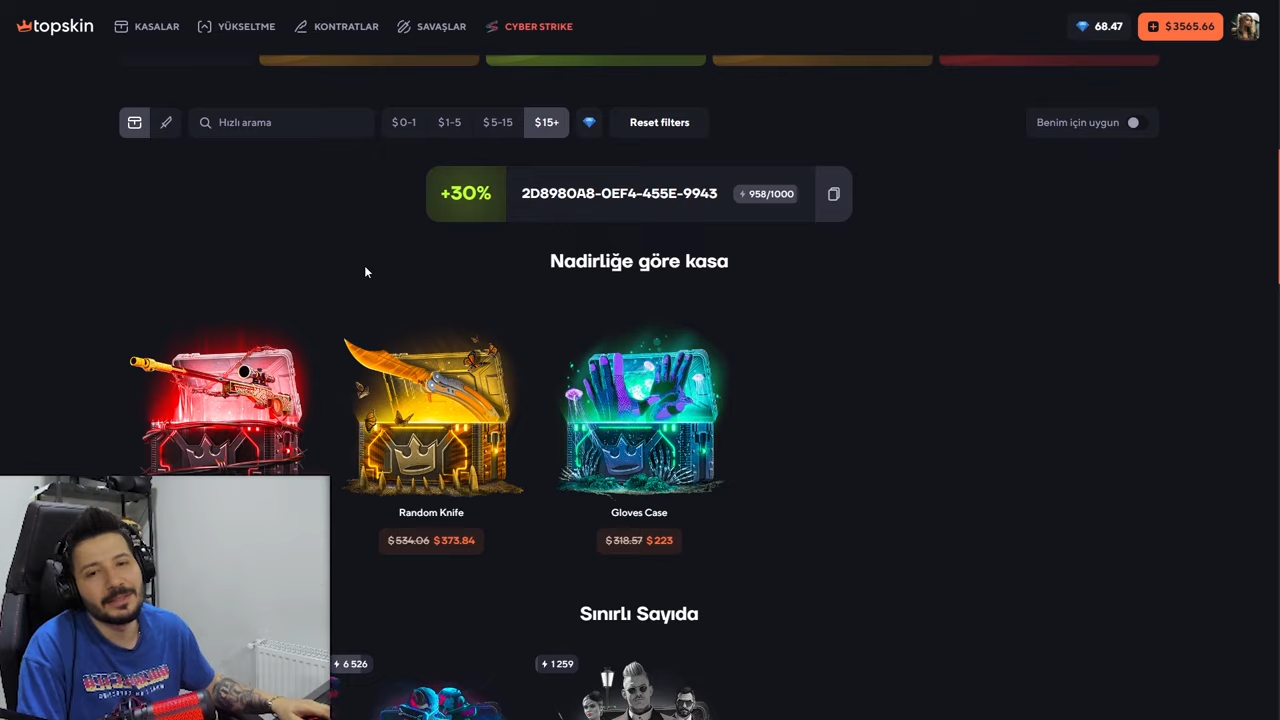 topskin KASALAR YÜKSELTME KONTRATLAR SAVAŞLAR CYBER STRIKE 68.47 $3565.66
Hızlı arama $0-1 $1-5 $5-15 $15+ Reset filters Benim için uygun
+30% 2D8980A8-0EF4-455E-9943 958/1000
Nadirliğe göre kasa
Random Knife Gloves Case
$534.06 $373.84 $318.57 $223
Sınırlı Sayıda
6 526 1 259